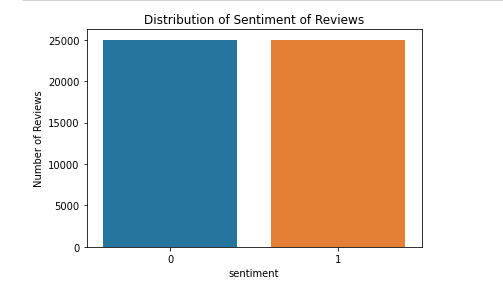 Distribution of Sentiment of Reviews
25000
20000
15000
10000
5000
0
Number of Reviews
0 1
sentiment